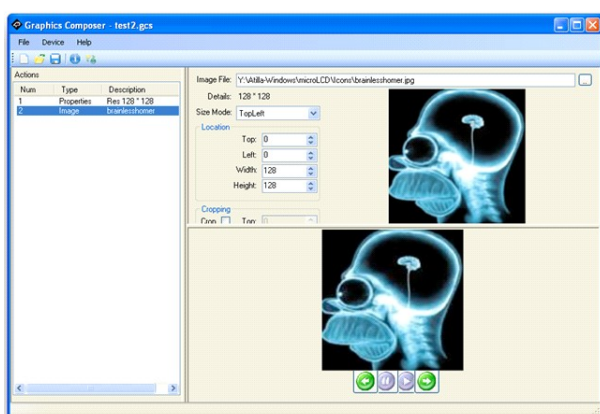 Graphics Composer - test2.gcs
File Device Help
Actions
Num Type Description
1 Properties Res 128 * 128
2 Image brainlesshomer
Image File: Y:\Atilla-Windows\microLCD\Icons\brainlesshomer.jpg
...
Details: 128 * 128
Size Mode: TopLeft
Location
Top: 0
Left: 0
Width: 128
Height: 128
Cropping
Crop Top: 0